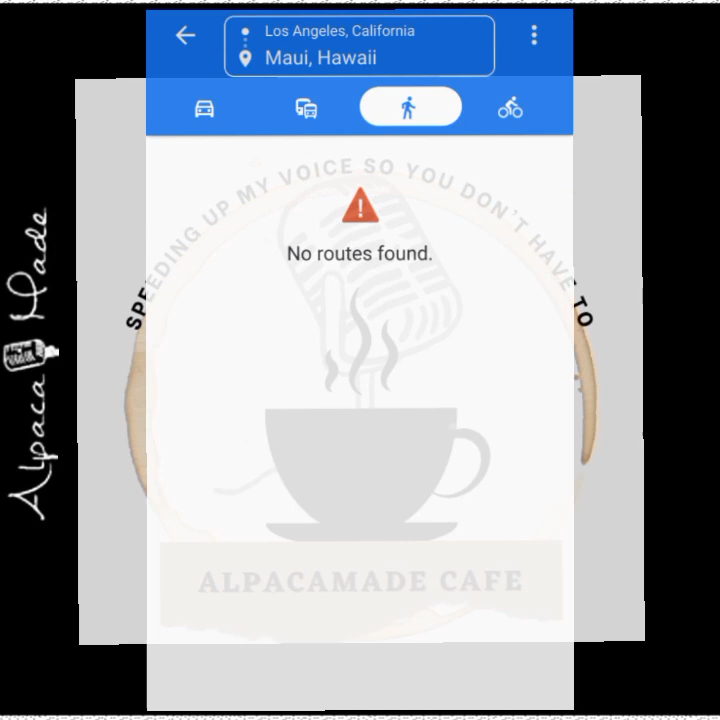 Los Angeles, California
Maui, Hawaii
SPEEDING UP MY VOICE SO YOU DON'T HAVE TO
No routes found.
ALPACAMADE CAFE
Alpaca Made